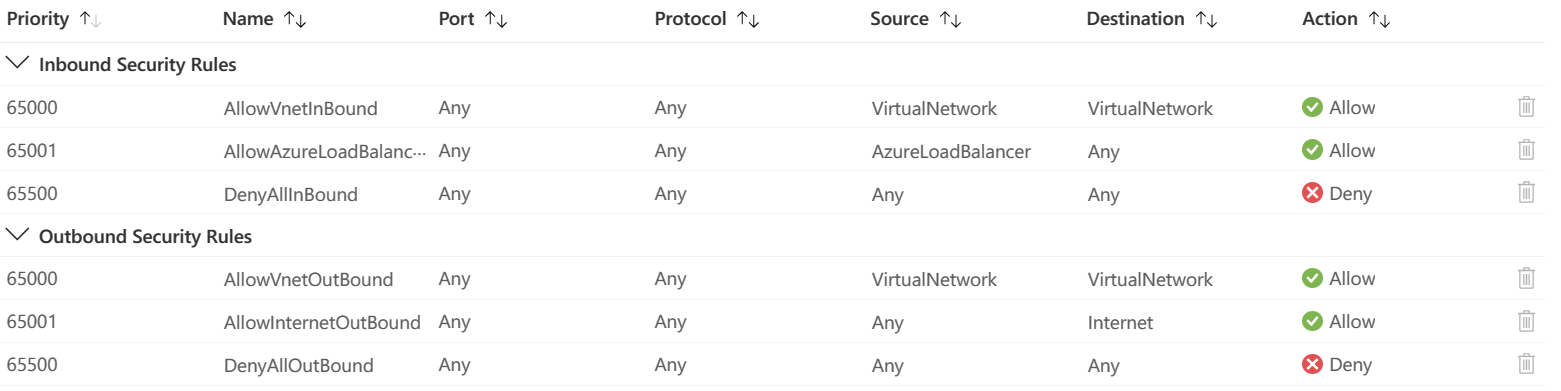 Priority ↑↓ Name ↑↓ Port ↑↓ Protocol ↑↓ Source ↑↓ Destination ↑↓ Action ↑↓
Inbound Security Rules
65000 AllowVnetInBound Any Any VirtualNetwork VirtualNetwork Allow
65001 AllowAzureLoadBalanc··· Any Any AzureLoadBalancer Any Allow
65500 DenyAllInBound Any Any Any Any Deny
Outbound Security Rules
65000 AllowVnetOutBound Any Any VirtualNetwork VirtualNetwork Allow
65001 AllowInternetOutBound Any Any Any Internet Allow
65500 DenyAllOutBound Any Any Any Any Deny